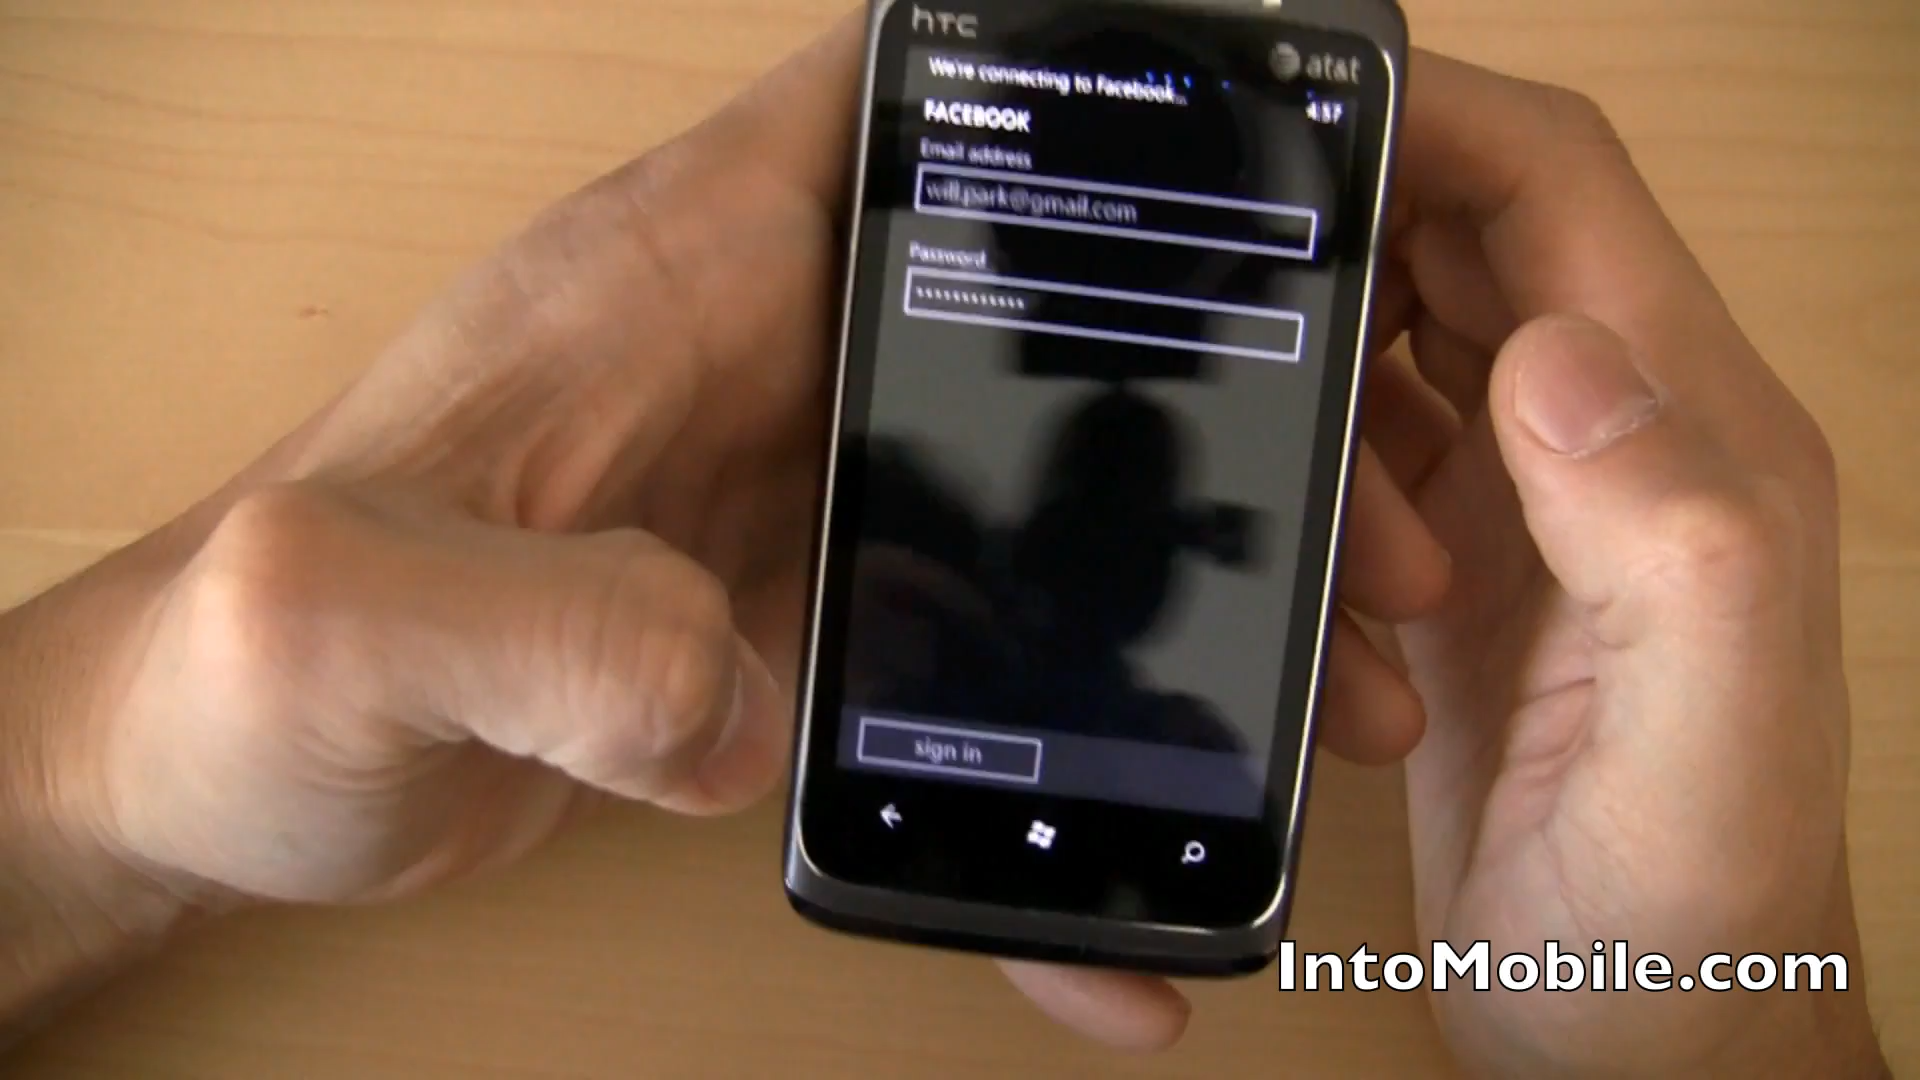 hTC
at&t
We're connecting to Facebook...
4:57
FACEBOOK
Email address
will.park@gmail.com
Password
************
sign in
IntoMobile.com